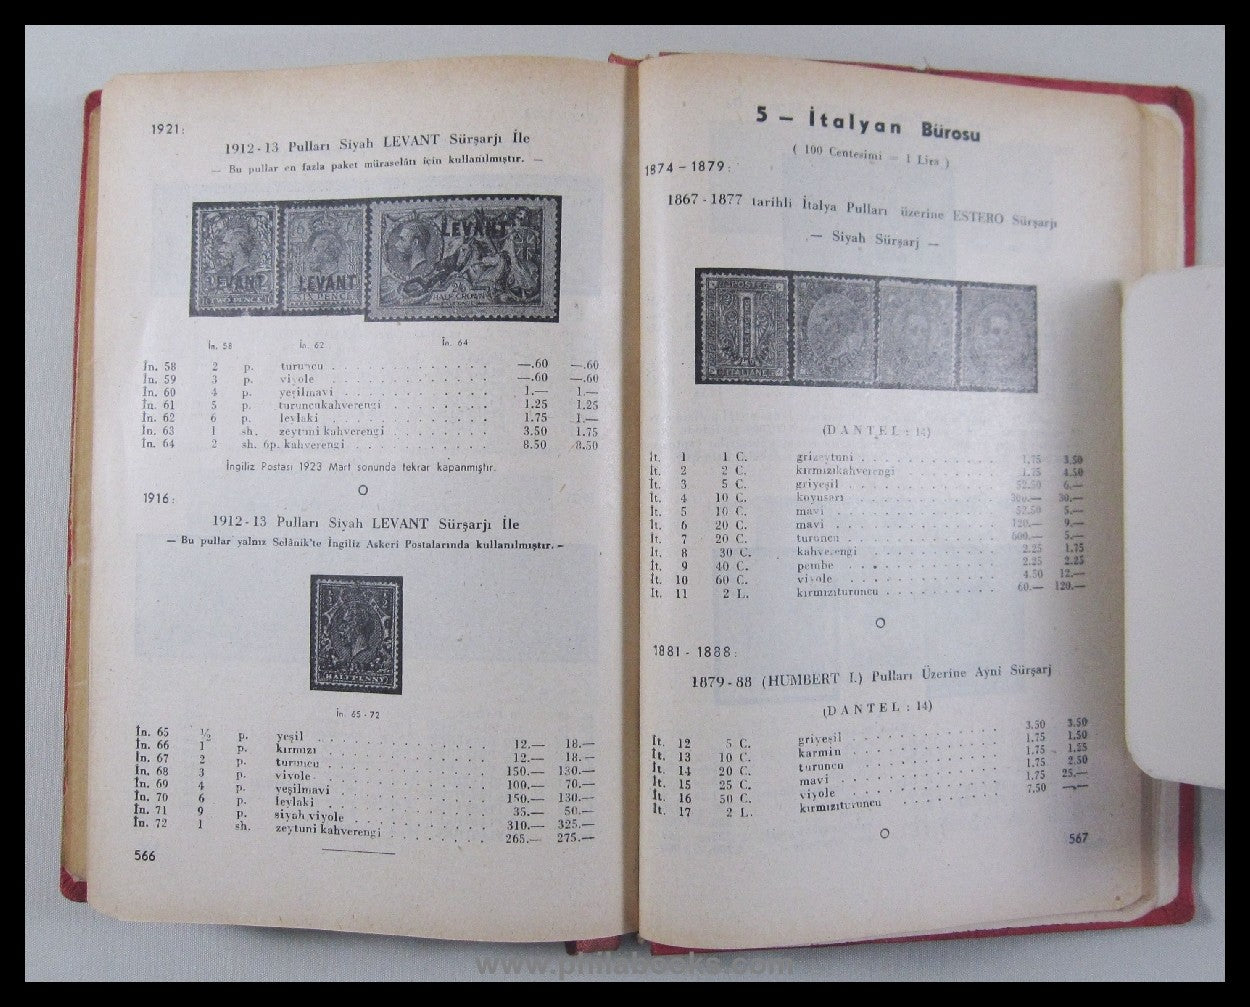 1921:
1912 - 13 Pulları Siyah LEVANT Sürşarjı İle
— Bu pullar en fazla paket müraselâtı için kullanılmıştır. —
LEVANT LEVANT LEVANT
TWO PENCE SIX PENCE HALF CROWN
İn. 58 İn. 62 İn. 64
İn. 58 2 p. turuncu . . . —.60 —.60
İn. 59 3 p. viyole . . . —.60 —.60
İn. 60 4 p. yeşilmavi . . . 1.— 1.—
İn. 61 5 p. turuncukahverengi . . . 1.25 1.25
İn. 62 6 p. leylaki . . . 1.75 1.—
İn. 63 1 sh. zeytuni kahverengi . . . 3.50 1.75
İn. 64 2 sh. 6p. kahverengi . . . 8.50 8.50
İngiliz Postası 1923 Mart sonunda tekrar kapanmıştır.
1916:
1912 - 13 Pulları Siyah LEVANT Sürşarjı İle
— Bu pullar yalnız Selânik'te İngiliz Askeri Postalarında kullanılmıştır. —
HALFPENNY
İn. 65 - 72
İn. 65 ½ p. yeşil . . . 12.— 18.—
İn. 66 1 p. kırmızı . . . 12.— 18.—
İn. 67 2 p. turuncu . . . 150.— 130.—
İn. 68 3 p. viyole . . . 100.— 70.—
İn. 69 4 p. yeşilmavi . . . 150.— 130.—
İn. 70 6 p. leylaki . . . 35.— 50.—
İn. 71 9 p. siyah viyole . . . 310.— 325.—
İn. 72 1 sh. zeytuni kahverengi . . . 265.— 275.—
566
5 — İtalyan Bürosu
( 100 Centesimi = 1 Lira )
1874 - 1879:
1867 - 1877 tarihli İtalya Pulları üzerine ESTERO Sürşarjı
— Siyah Sürşarj —
POSTE
ITALIANE
(DANTEL : 14)
İt. 1 1 C. grizeytuni . . . 1.75 3.50
İt. 2 2 C. kırmızıkahverengi . . . 1.75 4.50
İt. 3 5 C. griyeşil . . . 52.50 6.—
İt. 4 10 C. koyusarı . . . 300.— 30.—
İt. 5 10 C. mavi . . . 52.50 5.—
İt. 6 20 C. mavi . . . 120.— 9.—
İt. 7 20 C. turuncu . . . 600.— 5.—
İt. 8 30 C. kahverengi . . . 2.25 1.75
İt. 9 40 C. pembe . . . 2.25 2.25
İt. 10 60 C. viyole . . . 4.50 12.—
İt. 11 2 L. kırmızıturuncu . . . 60.— 120.—
1881 - 1888:
1879 - 88 (HUMBERT I.) Pulları Üzerine Ayni Sürşarj
(DANTEL : 14)
İt. 12 5 C. griyeşil . . . 3.50 3.50
İt. 13 10 C. karmin . . . 1.75 1.50
İt. 14 20 C. turuncu . . . 1.75 1.25
İt. 15 25 C. mavi . . . 1.75 2.50
İt. 16 50 C. viyole . . . 7.50 25.—
İt. 17 2 L. kırmızıturuncu . . . —.—
567
www.philabooks.com